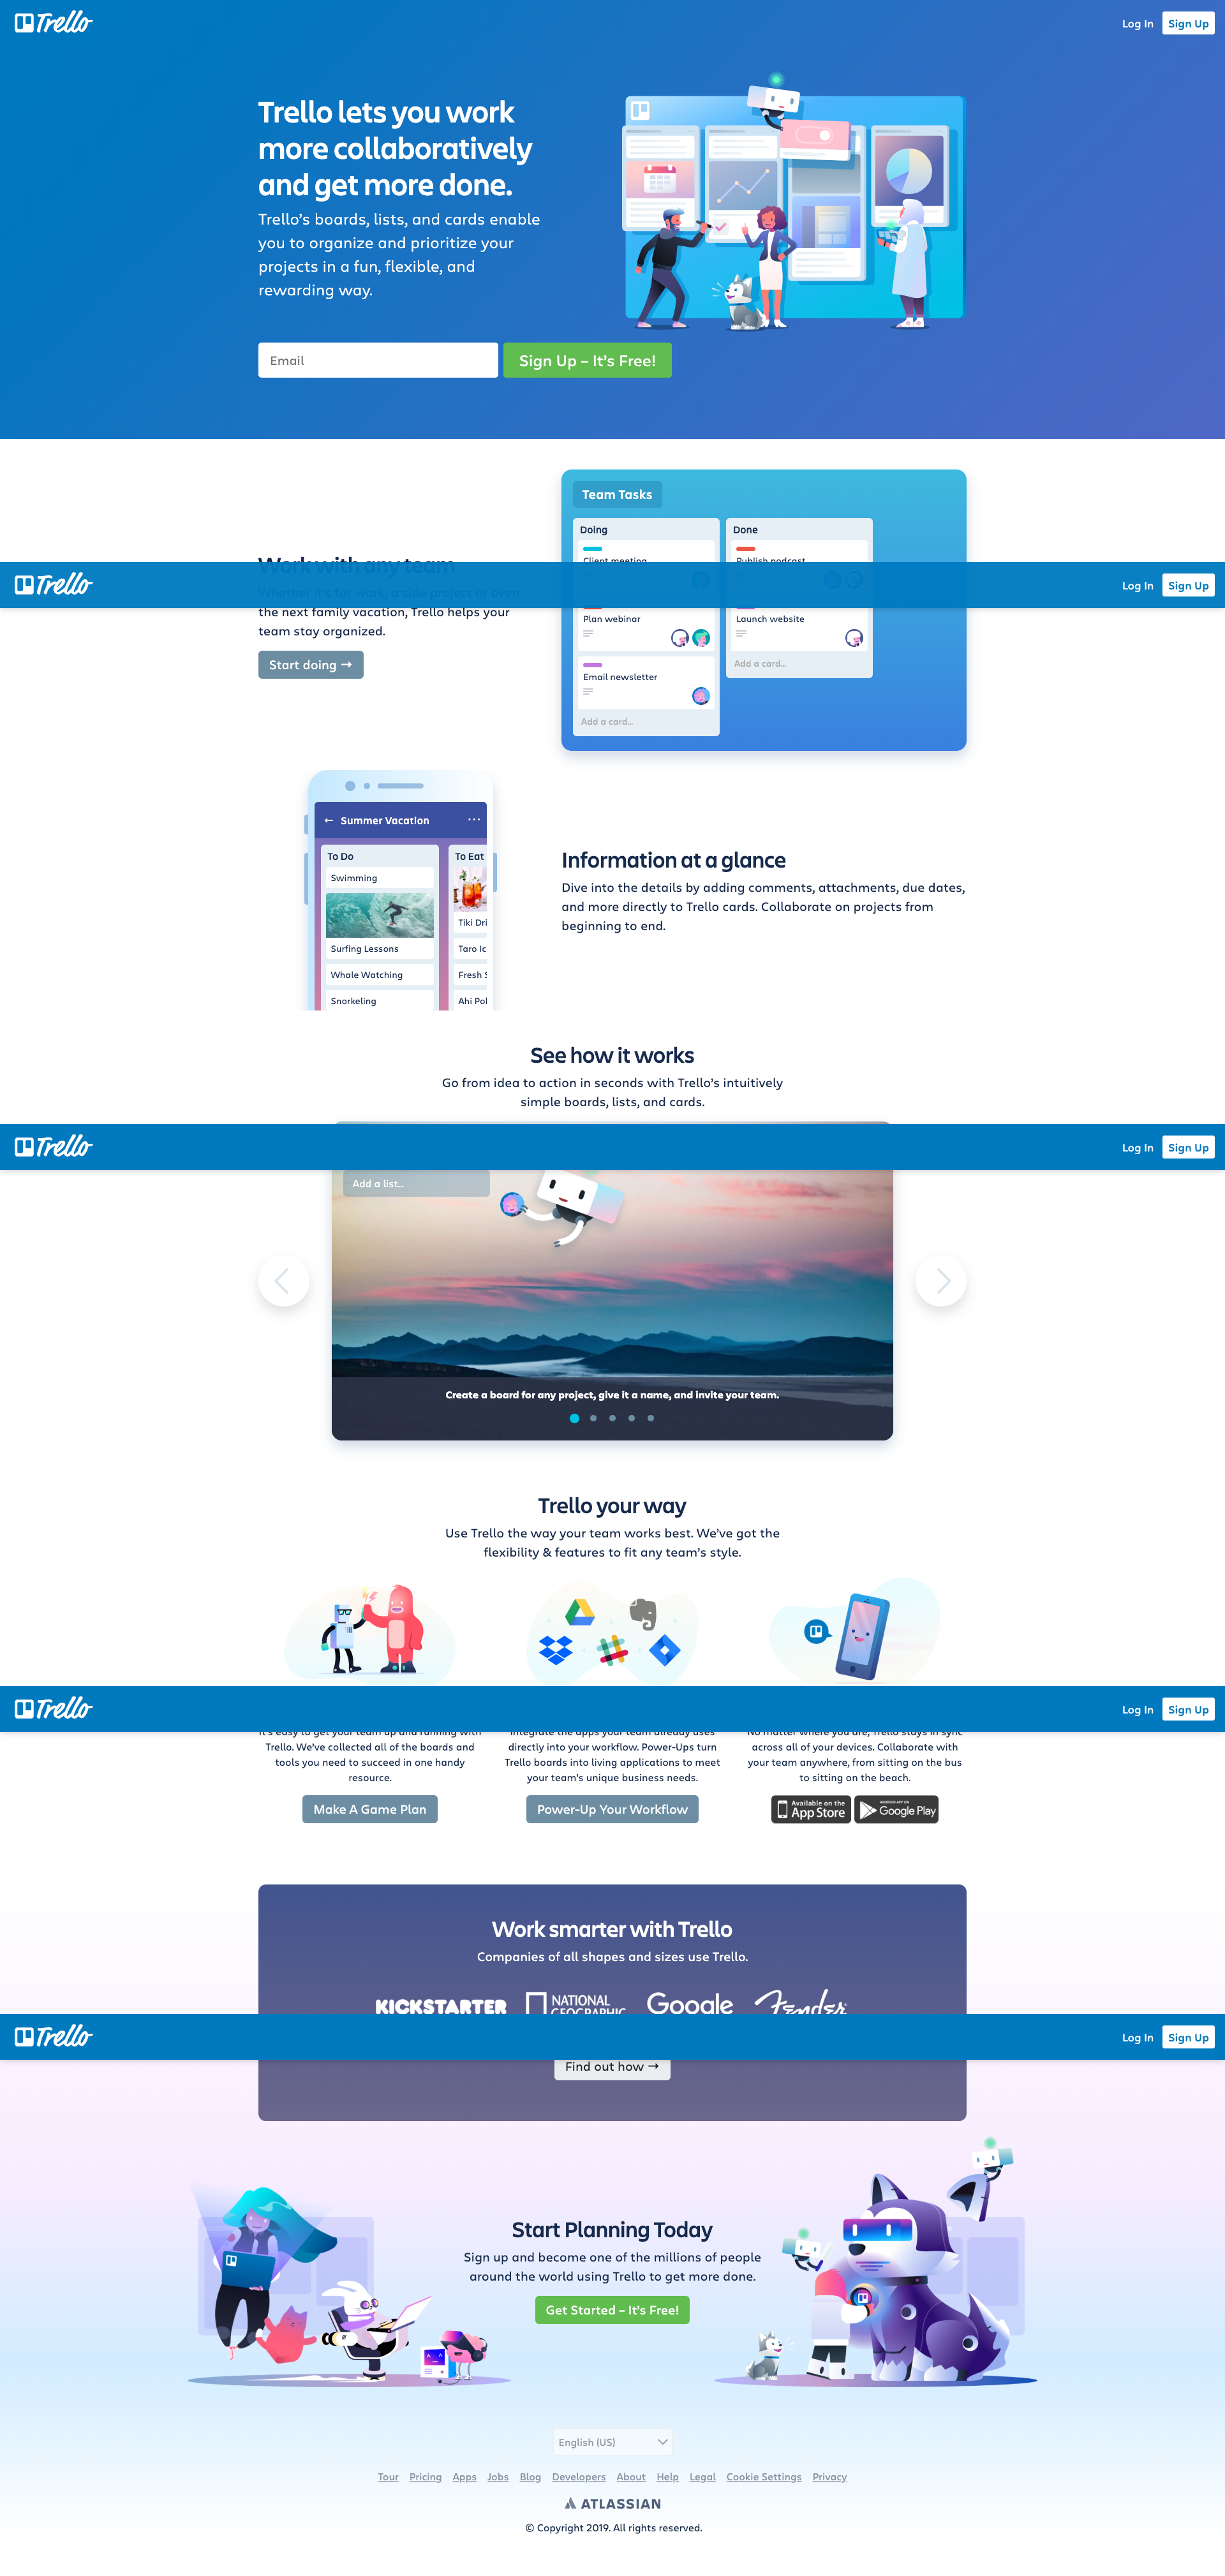 Trello
Log In
Sign Up
Trello lets you work
more collaboratively
and get more done.
Trello's boards, lists, and cards enable
you to organize and prioritize your
projects in a fun, flexible, and
rewarding way.
Email
Sign Up – It's Free!
Team Tasks
Doing
Done
Client meeting
Publish podcast
Work with any team
Trello
Log In
Sign Up
Whether it's for work, a side project or even
the next family vacation, Trello helps your
team stay organized.
Start doing →
Plan webinar
Launch website
Add a card...
Email newsletter
Add a card...
← Summer Vacation ...
To Do
To Eat
Swimming
Surfing Lessons
Tiki Dri
Taro Ic
Whale Watching
Fresh S
Snorkeling
Ahi Pol
Information at a glance
Dive into the details by adding comments, attachments, due dates,
and more directly to Trello cards. Collaborate on projects from
beginning to end.
See how it works
Go from idea to action in seconds with Trello's intuitively
simple boards, lists, and cards.
Trello
Log In
Sign Up
Add a list...
Create a board for any project, give it a name, and invite your team.
Trello your way
Use Trello the way your team works best. We've got the
flexibility & features to fit any team's style.
Trello
Log In
Sign Up
It's easy to get your team up and running with
Trello. We've collected all of the boards and
tools you need to succeed in one handy
resource.
Make A Game Plan
Integrate the apps your team already uses
directly into your workflow. Power-Ups turn
Trello boards into living applications to meet
your team's unique business needs.
Power-Up Your Workflow
No matter where you are, Trello stays in sync
across all of your devices. Collaborate with
your team anywhere, from sitting on the bus
to sitting on the beach.
Available on the
App Store
ANDROID APP ON
Google Play
Work smarter with Trello
Companies of all shapes and sizes use Trello.
KICKSTARTER
NATIONAL
GEOGRAPHIC
Google
Fender
Trello
Log In
Sign Up
Find out how →
Start Planning Today
Sign up and become one of the millions of people
around the world using Trello to get more done.
Get Started – It's Free!
English (US)
Tour Pricing Apps Jobs Blog Developers About Help Legal Cookie Settings Privacy
ATLASSIAN
© Copyright 2019. All rights reserved.